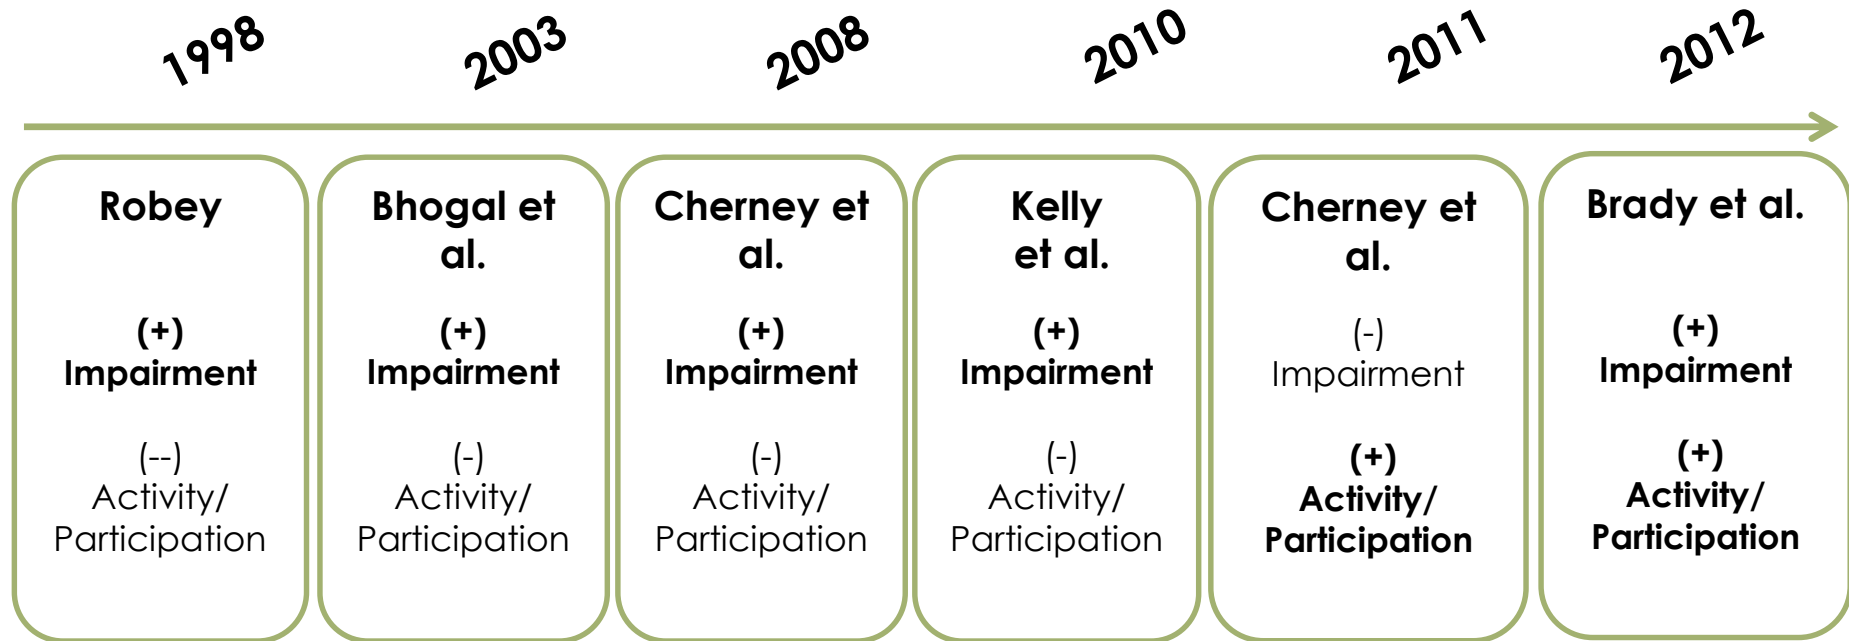 1998
2003
2008
2010
2011
2012
Robey
(+)
Impairment
(--)
Activity/
Participation
Bhogal et
al.
(+)
Impairment
(-)
Activity/
Participation
Cherney et
al.
(+)
Impairment
(-)
Activity/
Participation
Kelly
et al.
(+)
Impairment
(-)
Activity/
Participation
Cherney et
al.
(-)
Impairment
(+)
Activity/
Participation
Brady et al.
(+)
Impairment
(+)
Activity/
Participation